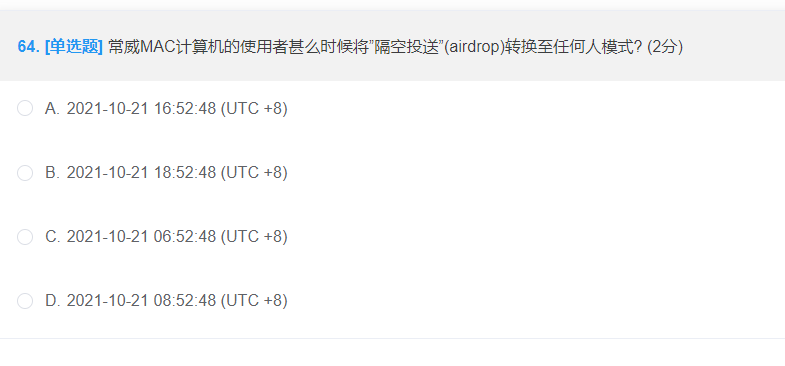 64. [单选题] 常威MAC计算机的使用者甚么时候将”隔空投送”(airdrop)转换至任何人模式? (2分)
A. 2021-10-21 16:52:48 (UTC +8)
B. 2021-10-21 18:52:48 (UTC +8)
C. 2021-10-21 06:52:48 (UTC +8)
D. 2021-10-21 08:52:48 (UTC +8)